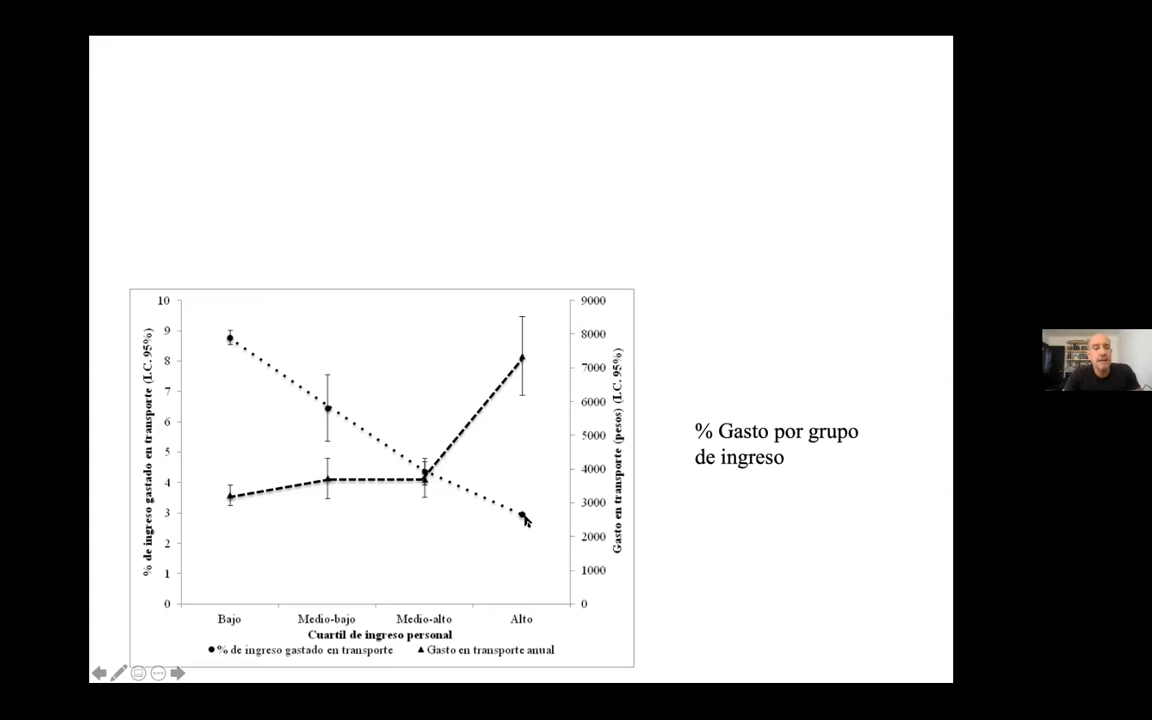 10
9
8
7
6
5
4
3
2
1
0
% de ingreso gastado en transporte (I.C. 95%)
9000
8000
7000
6000
5000
4000
3000
2000
1000
0
Gasto en transporte (pesos) (I.C. 95%)
Bajo
Medio-bajo
Medio-alto
Alto
Cuartil de ingreso personal
% de ingreso gastado en transporte
Gasto en transporte anual
% Gasto por grupo
de ingreso